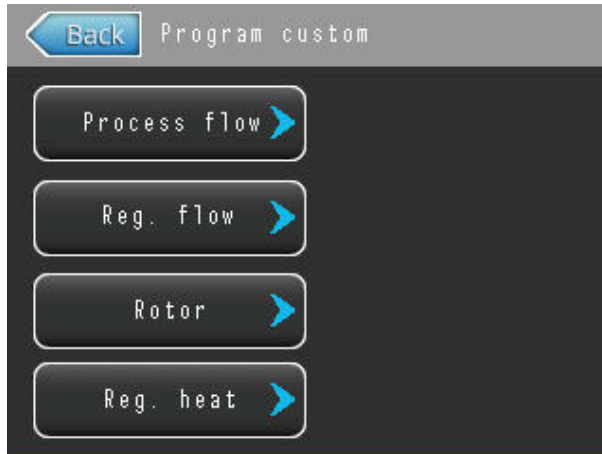 Back Program custom
Process flow
Reg. flow
Rotor
Reg. heat